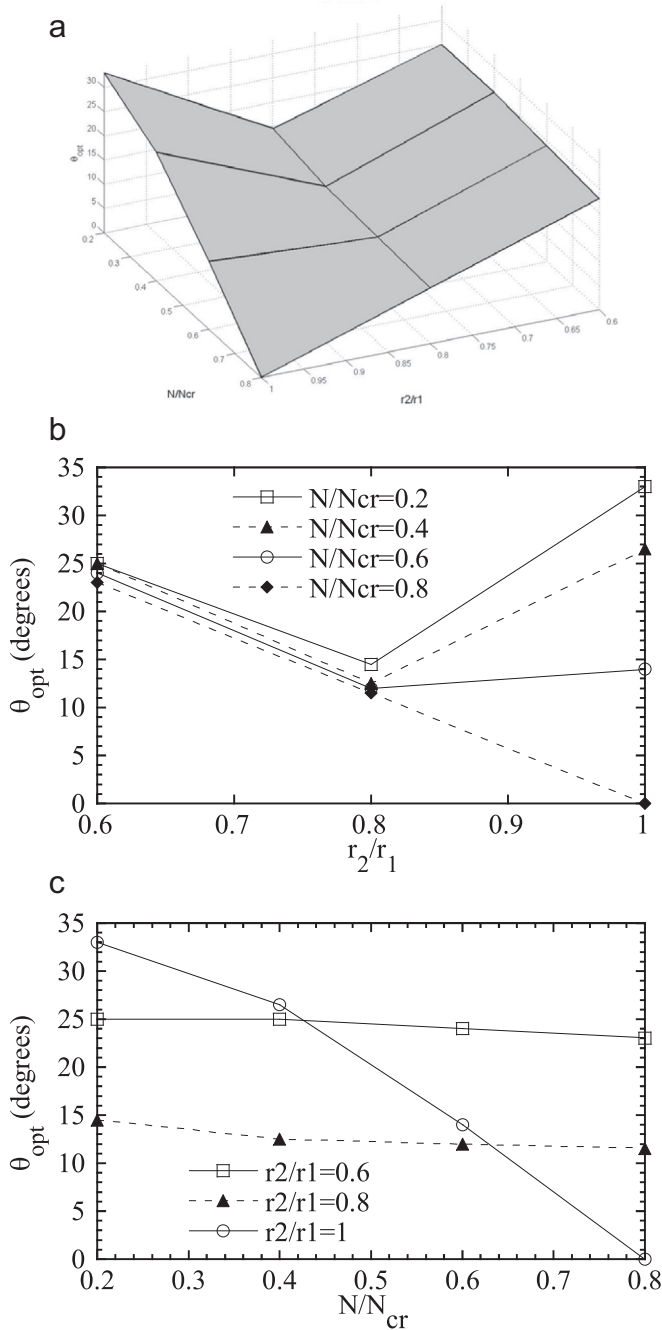 a
30
25
20
15
10
5
0
θopt
0.2
0.3
0.4
0.5
0.6
0.7
0.8
N/Ncr
1
0.95
0.9
0.85
0.8
0.75
0.7
0.65
0.6
r2/r1
b
35
30
25
20
15
10
5
0
θopt (degrees)
N/Ncr=0.2
N/Ncr=0.4
N/Ncr=0.6
N/Ncr=0.8
0.6 0.7 0.8 0.9 1
r2/r1
c
35
30
25
20
15
10
5
0
θopt (degrees)
r2/r1=0.6
r2/r1=0.8
r2/r1=1
0.2 0.3 0.4 0.5 0.6 0.7 0.8
N/Ncr